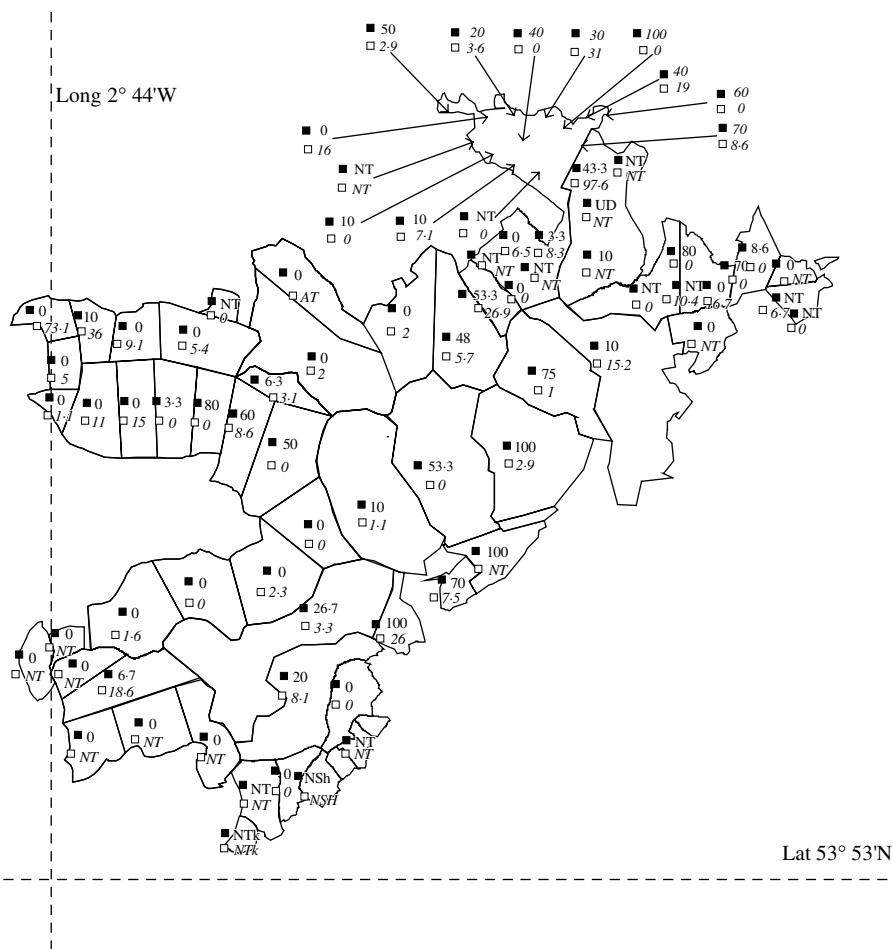 50 20 40 30 100
2·9 3·6 0 31 0
40
19
Long 2° 44'W
60
0
0
16
70
8·6
NT
NT
43·3
97·6
NT
NT
10
0
10
7·1
NT
0
UD
NT
0
6·5
3·3
8·3
10
NT
NT
NT
NT
NT
80
0
70
0
8·6
0
0
NT
0
AT
53·3
26·9
0
0
NT
0
NT
10·4
0
16·7
NT
6·7
NT
0
0
73·1
10
36
0
9·1
NT
0
0
5·4
0
2
48
5·7
0
NT
0
5
0
2
10
15·2
75
1
6·3
3·1
0
1·1
0
11
0
15
3·3
0
80
0
60
8·6
50
0
53·3
0
100
2·9
10
1·1
0
0
100
NT
0
0
0
2·3
70
7·5
0
1·6
26·7
3·3
100
26
0
NT
0
NT
0
NT
6·7
18·6
20
8·1
0
0
0
NT
0
NT
0
NT
NT
NT
NT
NT
0
0
NSh
NSH
NTk
NTk
Lat 53° 53'N